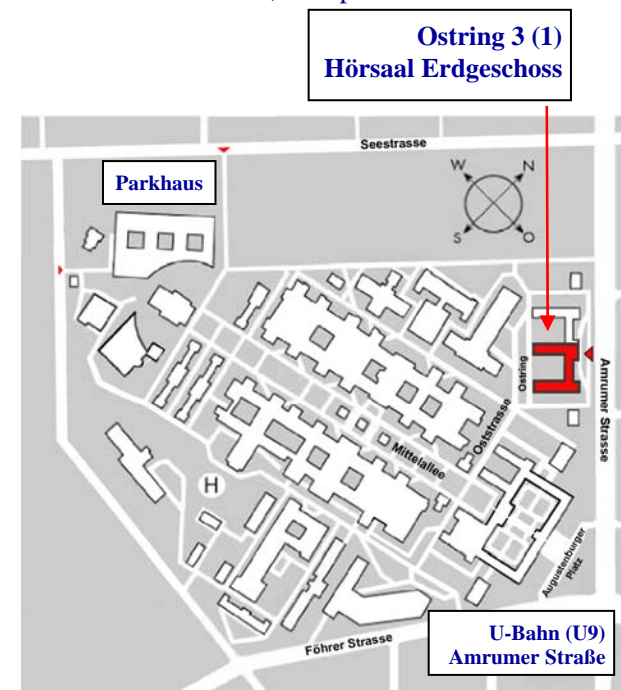 Ostring 3 (1)
Hörsaal Erdgeschoss
Seestrasse
Parkhaus
W
N
S
O
Ostring
Amrumer Strasse
Oststrasse
Mittelallee
H
Augustenburger
Platz
Föhrer Strasse
U-Bahn (U9)
Amrumer Straße